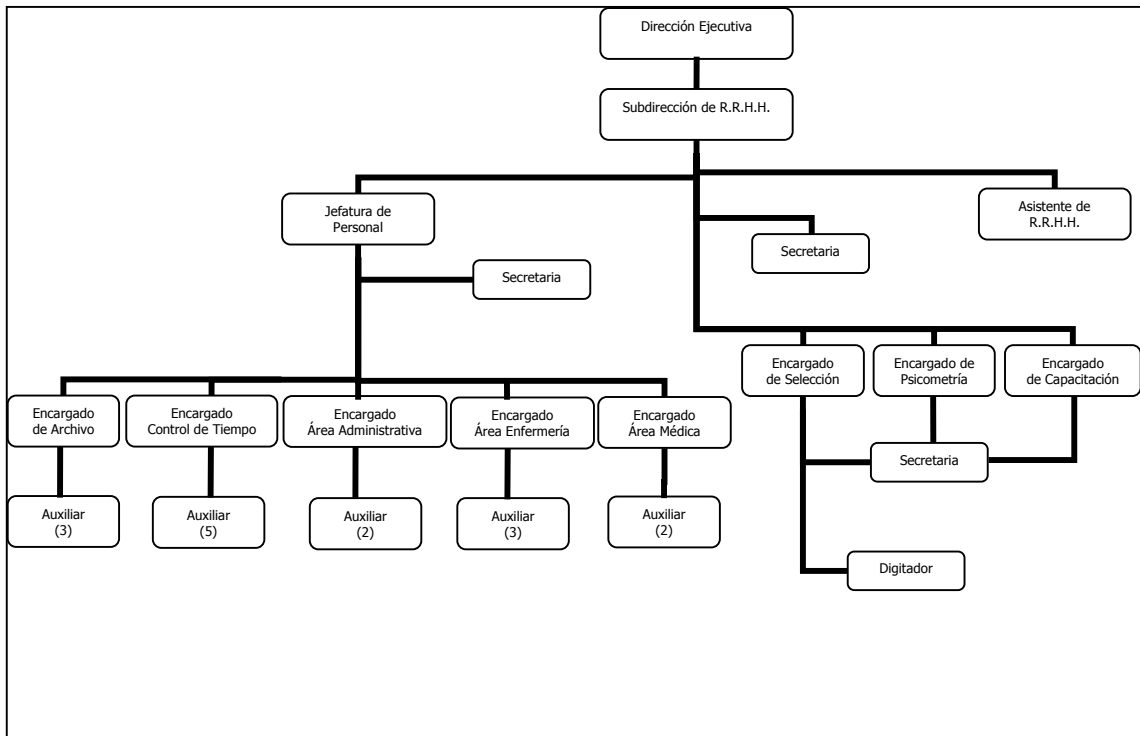 Dirección Ejecutiva
Subdirección de R.R.H.H.
Jefatura de
Personal
Asistente de
R.R.H.H.
Secretaria
Secretaria
Encargado
de Selección
Encargado de
Psicometría
Encargado
de Capacitación
Encargado
de Archivo
Encargado
Control de Tiempo
Encargado
Área Administrativa
Encargado
Área Enfermería
Encargado
Área Médica
Secretaria
Auxiliar
(3)
Auxiliar
(5)
Auxiliar
(2)
Auxiliar
(3)
Auxiliar
(2)
Digitador